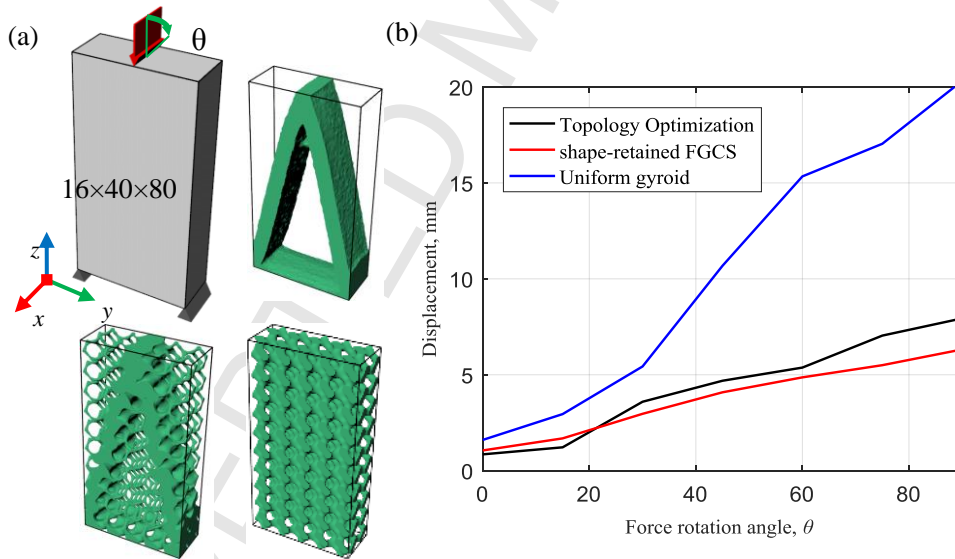 (a)
θ
16×40×80
z
x
y
(b)
Topology Optimization
shape-retained FGCS
Uniform gyroid
Displacement, mm
20
15
10
5
0
0
20
40
60
80
Force rotation angle, θ